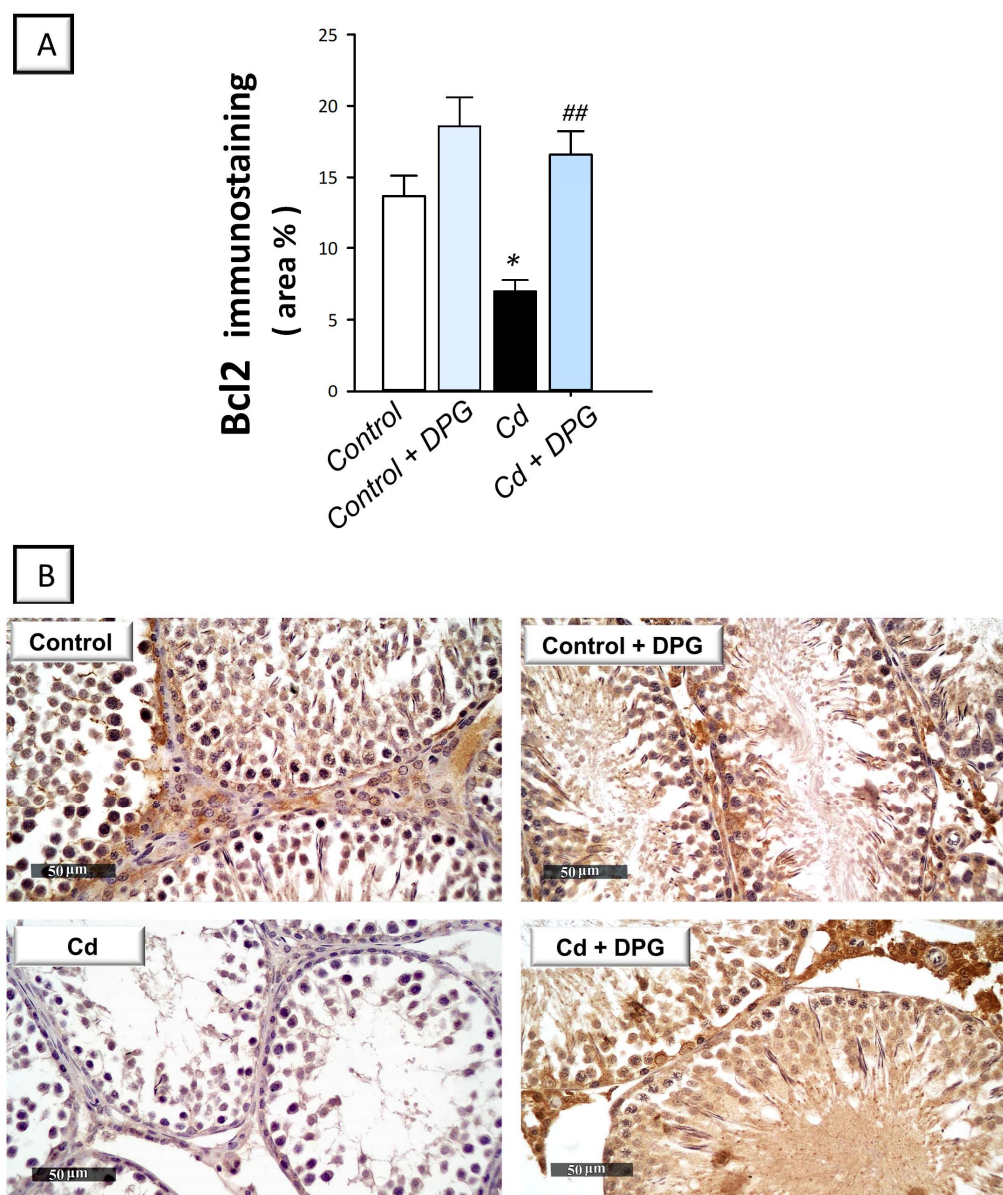 A
Bcl2 immunostaining
( area % )
25
20
15
10
5
0
*
##
Control
Control + DPG
Cd
Cd + DPG
B
Control
50 µm
Control + DPG
50 µm
Cd
50 µm
Cd + DPG
50 µm